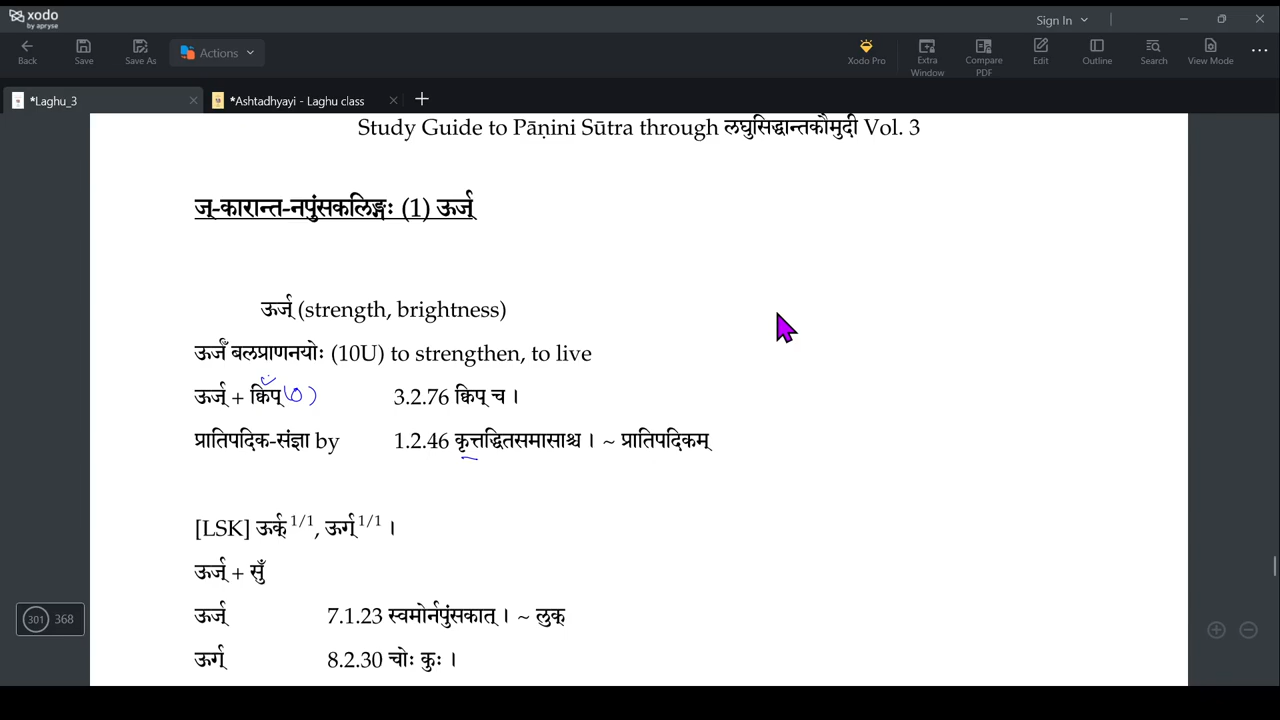 xodo
by apryse
Sign In
Back Save Save As Actions Xodo Pro Extra Window Compare PDF Edit Outline Search View Mode
*Laghu_3 *Ashtadhyayi - Laghu class
Study Guide to Pāṇini Sūtra through लघुसिद्धान्तकौमुदी Vol. 3
ज्-कारान्त-नपुंसकलिङ्गः (1) ऊर्ज्
ऊर्ज् (strength, brightness)
ऊर्जँ बलप्राणनयोः (10U) to strengthen, to live
ऊर्ज् + क्विप् (0) 3.2.76 क्विप् च ।
प्रातिपदिक-संज्ञा by 1.2.46 कृत्तद्धितसमासाश्च । ~ प्रातिपदिकम्
[LSK] ऊर्क् 1/1, ऊर्ग् 1/1 ।
ऊर्ज् + सुँ
ऊर्ज् 7.1.23 स्वमोर्नपुंसकात् । ~ लुक्
ऊर्ग् 8.2.30 चोः कुः ।
301 368